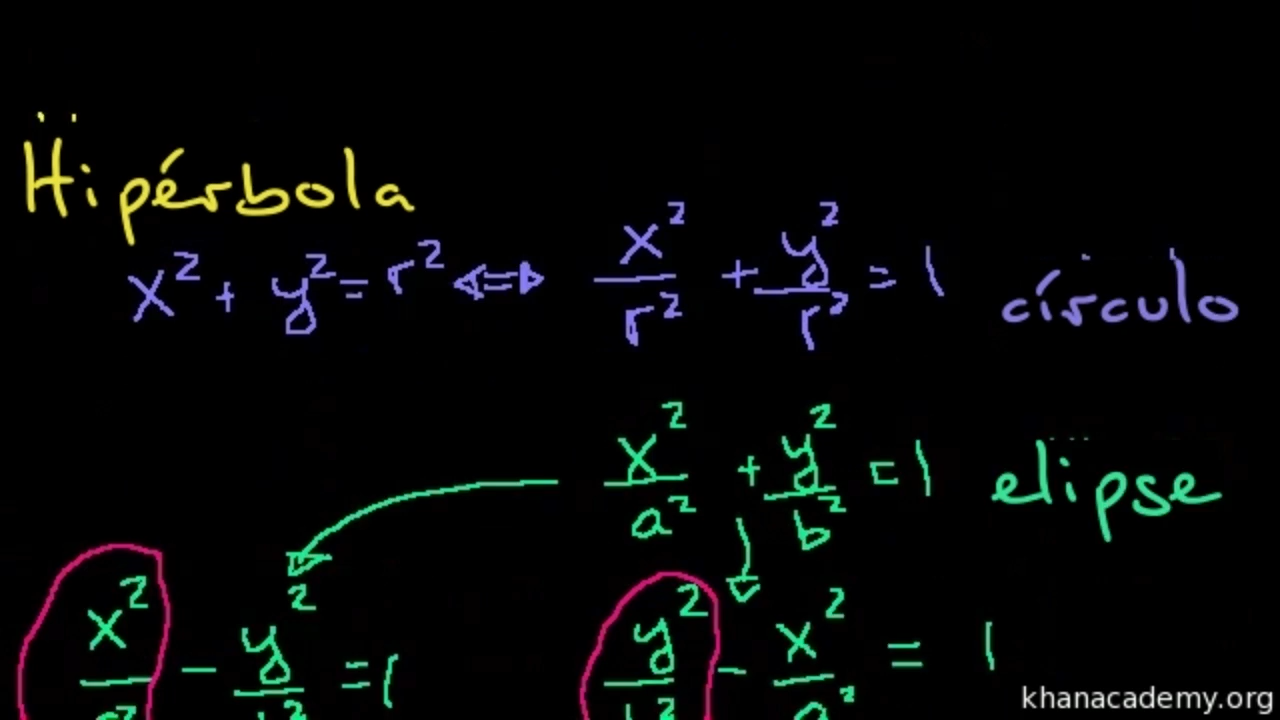 Hipérbola
x² + y² = r² ⇔ x²/r² + y²/r² = 1 círculo
x²/a² + y²/b² = 1 elipse
x²/a² - y²/b² = 1 y²/b² - x²/a² = 1
khanacademy.org